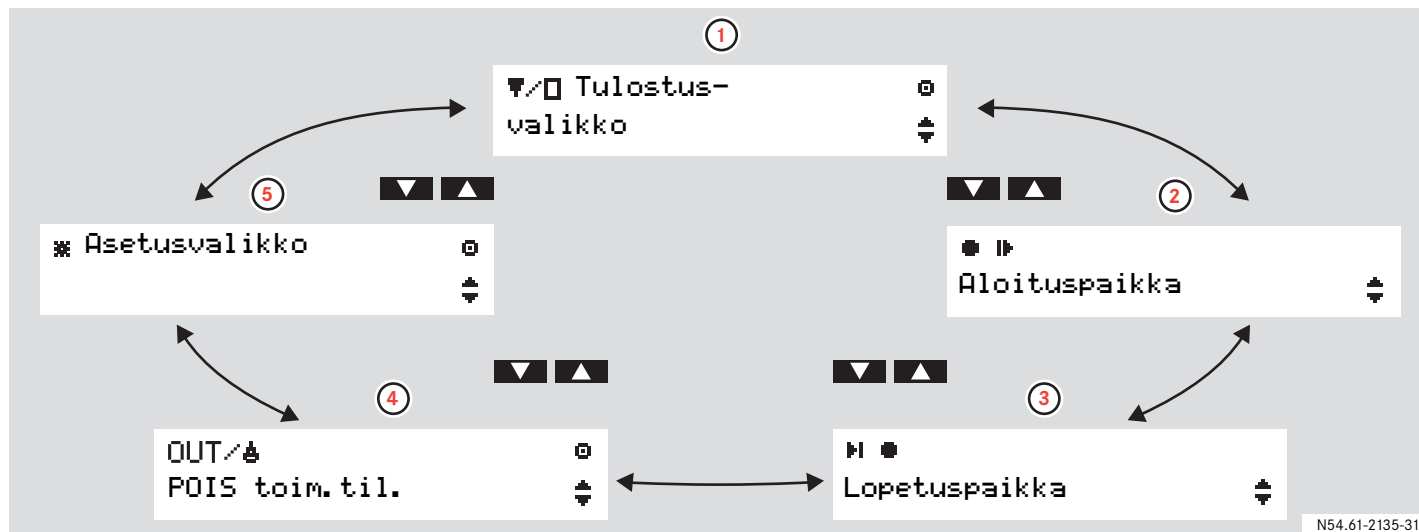 1
Tulostus-
valikko
5
2
Asetusvalikko
Aloituspaikka
4
3
OUT/
POIS toim.til.
Lopetuspaikka
N54.61-2135-31